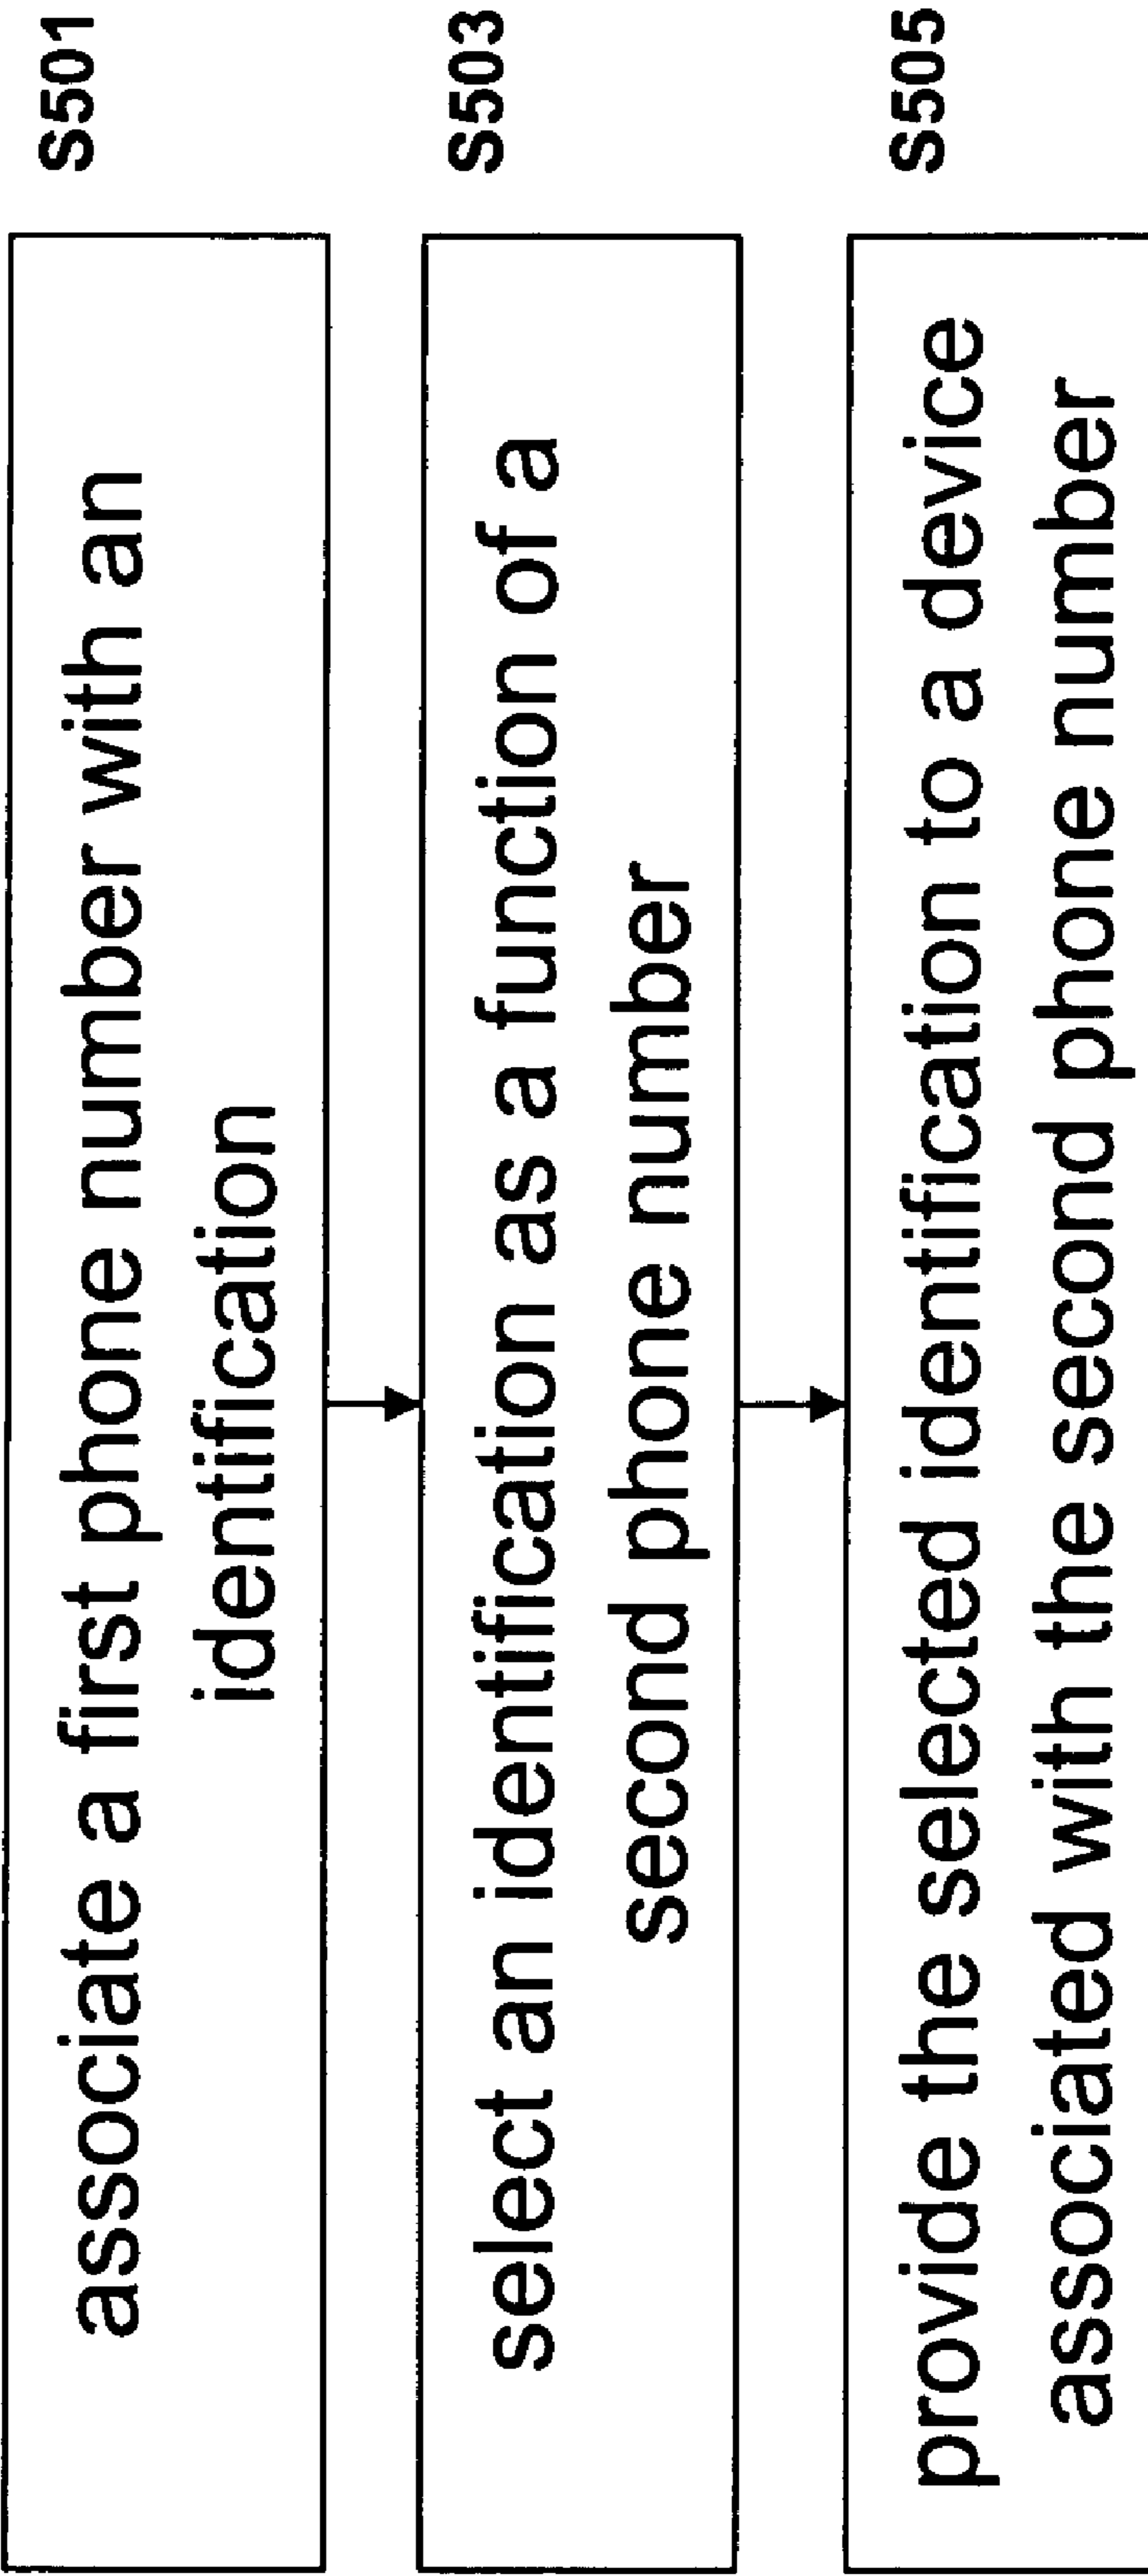 S501
associate a first phone number with an
identification
S503
select an identification as a function of a
second phone number
S505
provide the selected identification to a device
associated with the second phone number